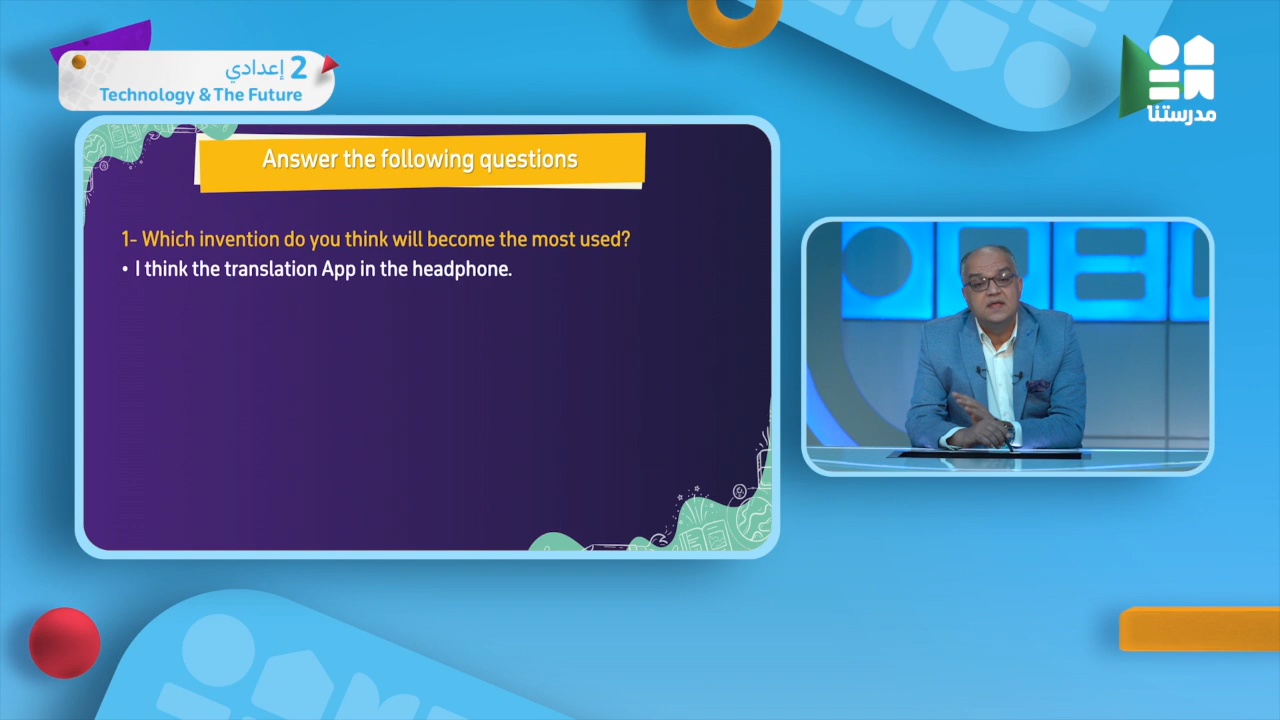 2 إعدادي
Technology & The Future
مدرستنا
Answer the following questions
1- Which invention do you think will become the most used?
• I think the translation App in the headphone.